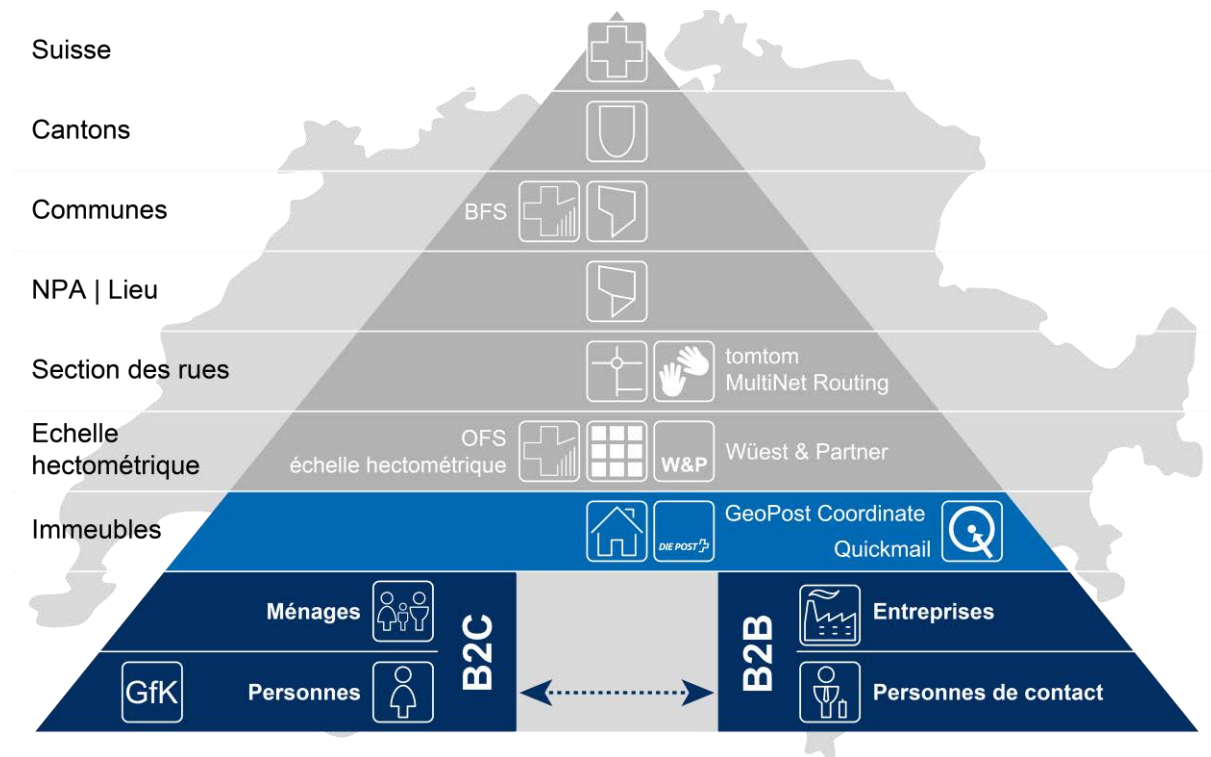 Suisse
Cantons
Communes
BFS
NPA | Lieu
Section des rues
tomtom
MultiNet Routing
Echelle
hectométrique
OFS
échelle hectométrique
W&P
Wüest & Partner
Immeubles
DIE POST
GeoPost Coordinate
Quickmail
Ménages
B2C
B2B
Entreprises
GfK
Personnes
Personnes de contact